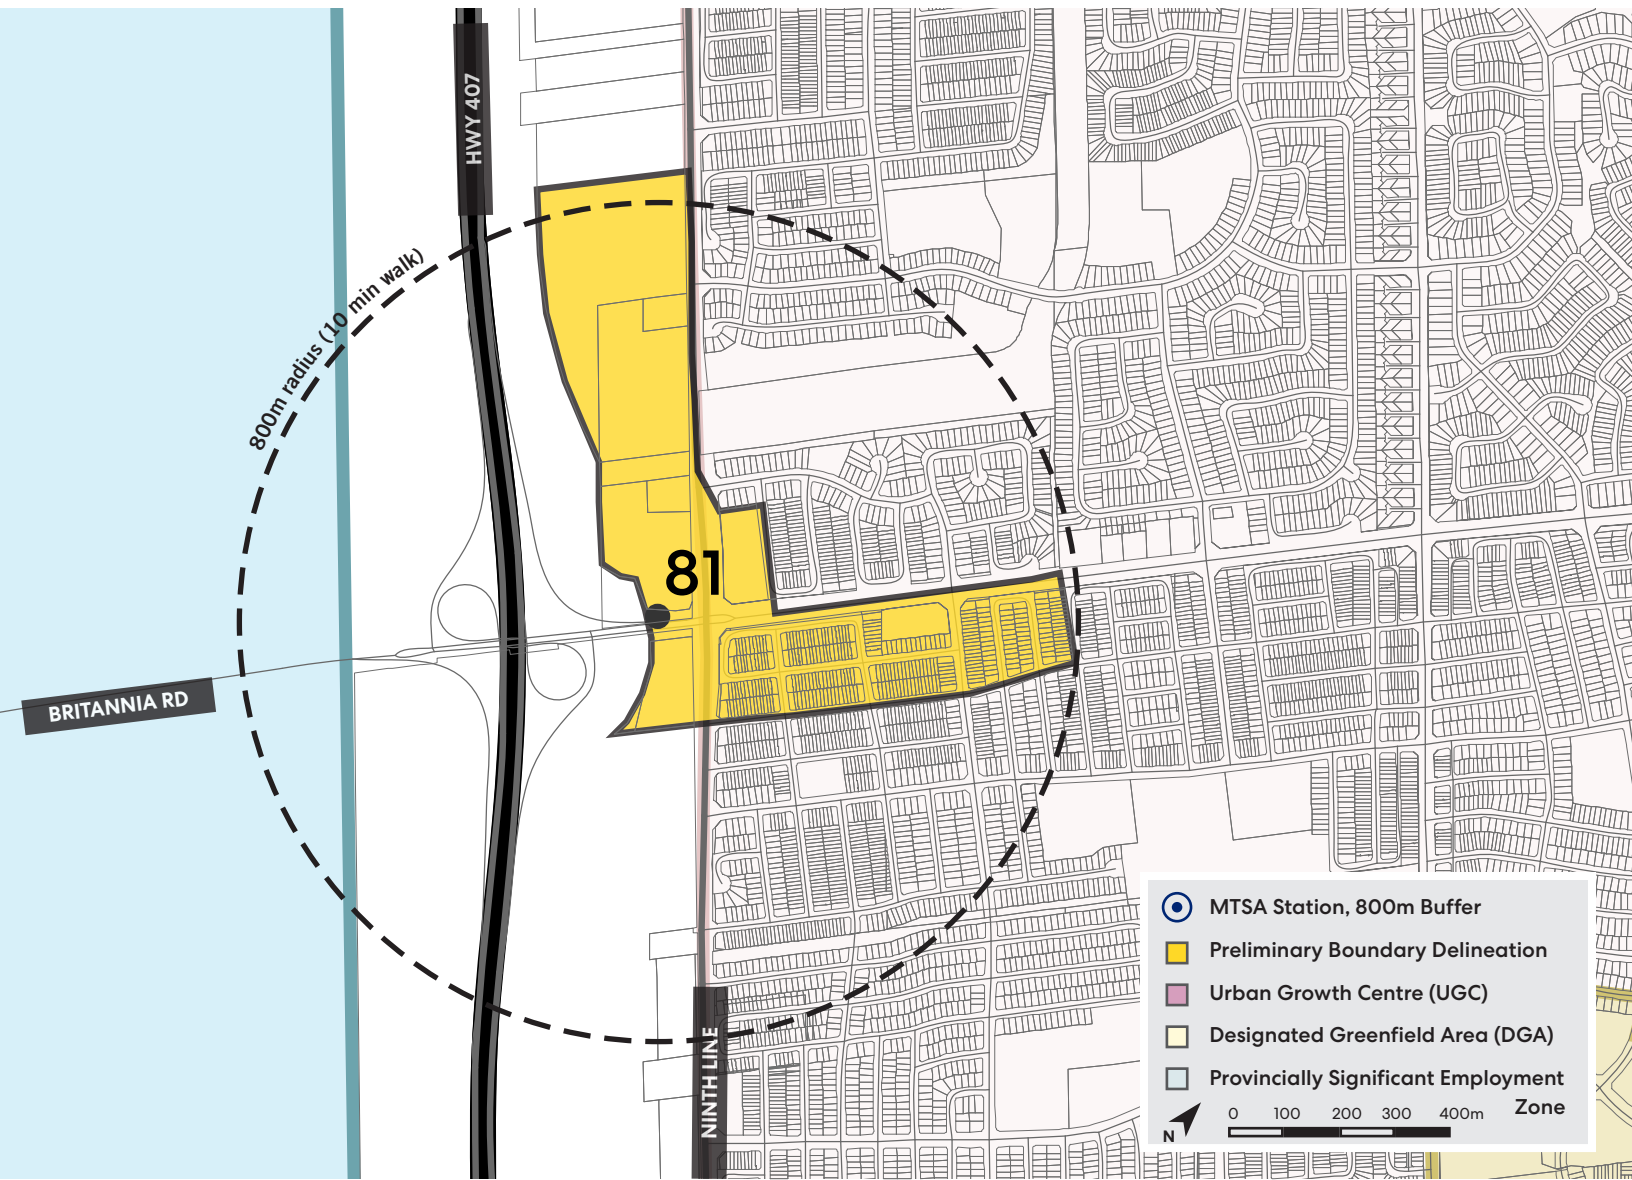 HWY 407
800m radius (10 min walk)
81
BRITANNIA RD
NINTH LINE
MTSA Station, 800m Buffer
Preliminary Boundary Delineation
Urban Growth Centre (UGC)
Designated Greenfield Area (DGA)
Provincially Significant Employment
Zone
0 100 200 300 400m
N